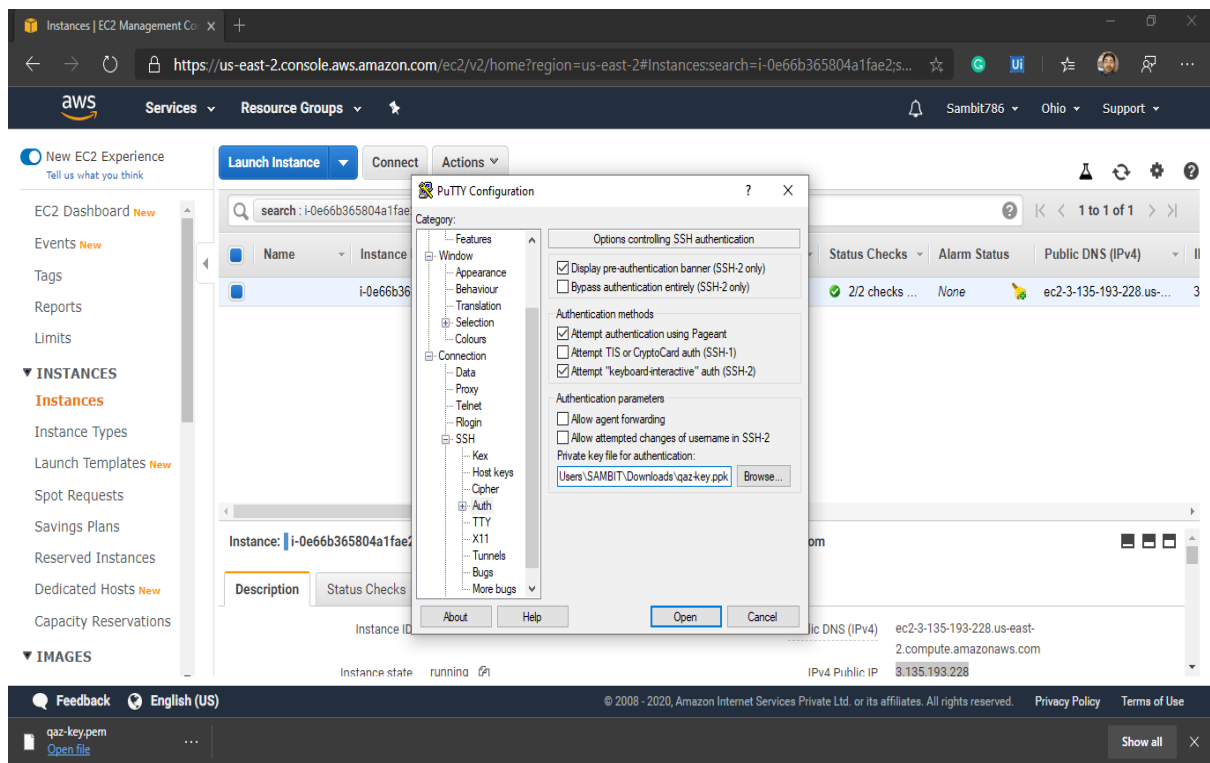 Instances | EC2 Management Co
https://us-east-2.console.aws.amazon.com/ec2/v2/home?region=us-east-2#Instances:search=i-0e66b365804a1fae2;s...
aws Services Resource Groups Sambit786 Ohio Support
New EC2 Experience
Tell us what you think
EC2 Dashboard New
Events New
Tags
Reports
Limits
INSTANCES
Instances
Instance Types
Launch Templates New
Spot Requests
Savings Plans
Reserved Instances
Dedicated Hosts New
Capacity Reservations
IMAGES
Launch Instance Connect Actions
search : i-0e66b365804a1fae 1 to 1 of 1
Name Instance Status Checks Alarm Status Public DNS (IPv4)
i-0e66b36 2/2 checks ... None ec2-3-135-193-228.us-... 3
PuTTY Configuration ? X
Category:
Features
Window
Appearance
Behaviour
Translation
Selection
Colours
Connection
Data
Proxy
Telnet
Rlogin
SSH
Kex
Host keys
Cipher
Auth
TTY
X11
Tunnels
Bugs
More bugs
Options controlling SSH authentication
Display pre-authentication banner (SSH-2 only)
Bypass authentication entirely (SSH-2 only)
Authentication methods
Attempt authentication using Pageant
Attempt TIS or CryptoCard auth (SSH-1)
Attempt "keyboard-interactive" auth (SSH-2)
Authentication parameters
Allow agent forwarding
Allow attempted changes of username in SSH-2
Private key file for authentication:
Users\SAMBIT\Downloads\qaz-key.ppk Browse...
About Help Open Cancel
Instance: i-0e66b365804a1fae2 om
Description Status Checks
Instance ID lic DNS (IPv4) ec2-3-135-193-228.us-east-
2.compute.amazonaws.com
Instance state running IPv4 Public IP 3.135.193.228
Feedback English (US) © 2008 - 2020, Amazon Internet Services Private Ltd. or its affiliates. All rights reserved. Privacy Policy Terms of Use
qaz-key.pem
Open file
Show all